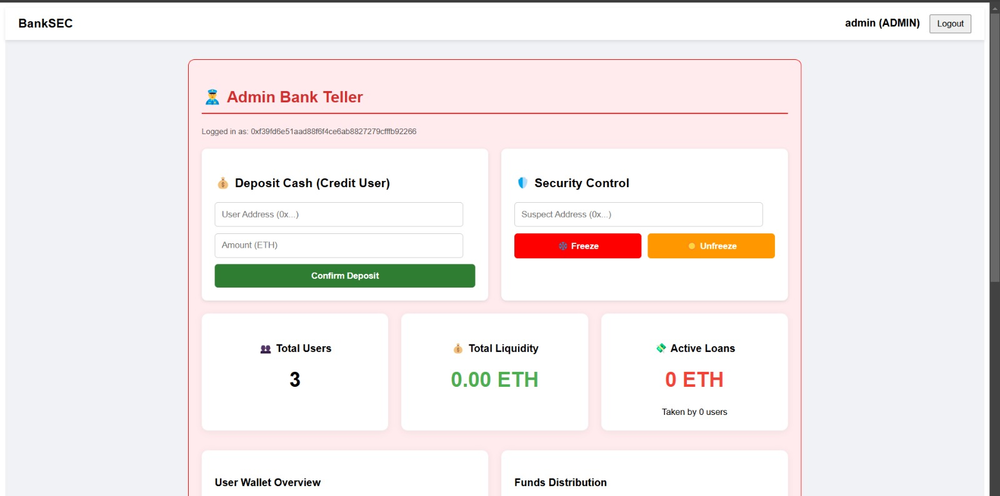 BankSEC
admin (ADMIN)
Logout
Admin Bank Teller
Logged in as: 0xf39fd6e51aad88f6f4ce6ab8827279cfffb92266
Deposit Cash (Credit User)
User Address (0x...)
Amount (ETH)
Confirm Deposit
Security Control
Suspect Address (0x...)
Freeze
Unfreeze
Total Users
3
Total Liquidity
0.00 ETH
Active Loans
0 ETH
Taken by 0 users
User Wallet Overview
Funds Distribution